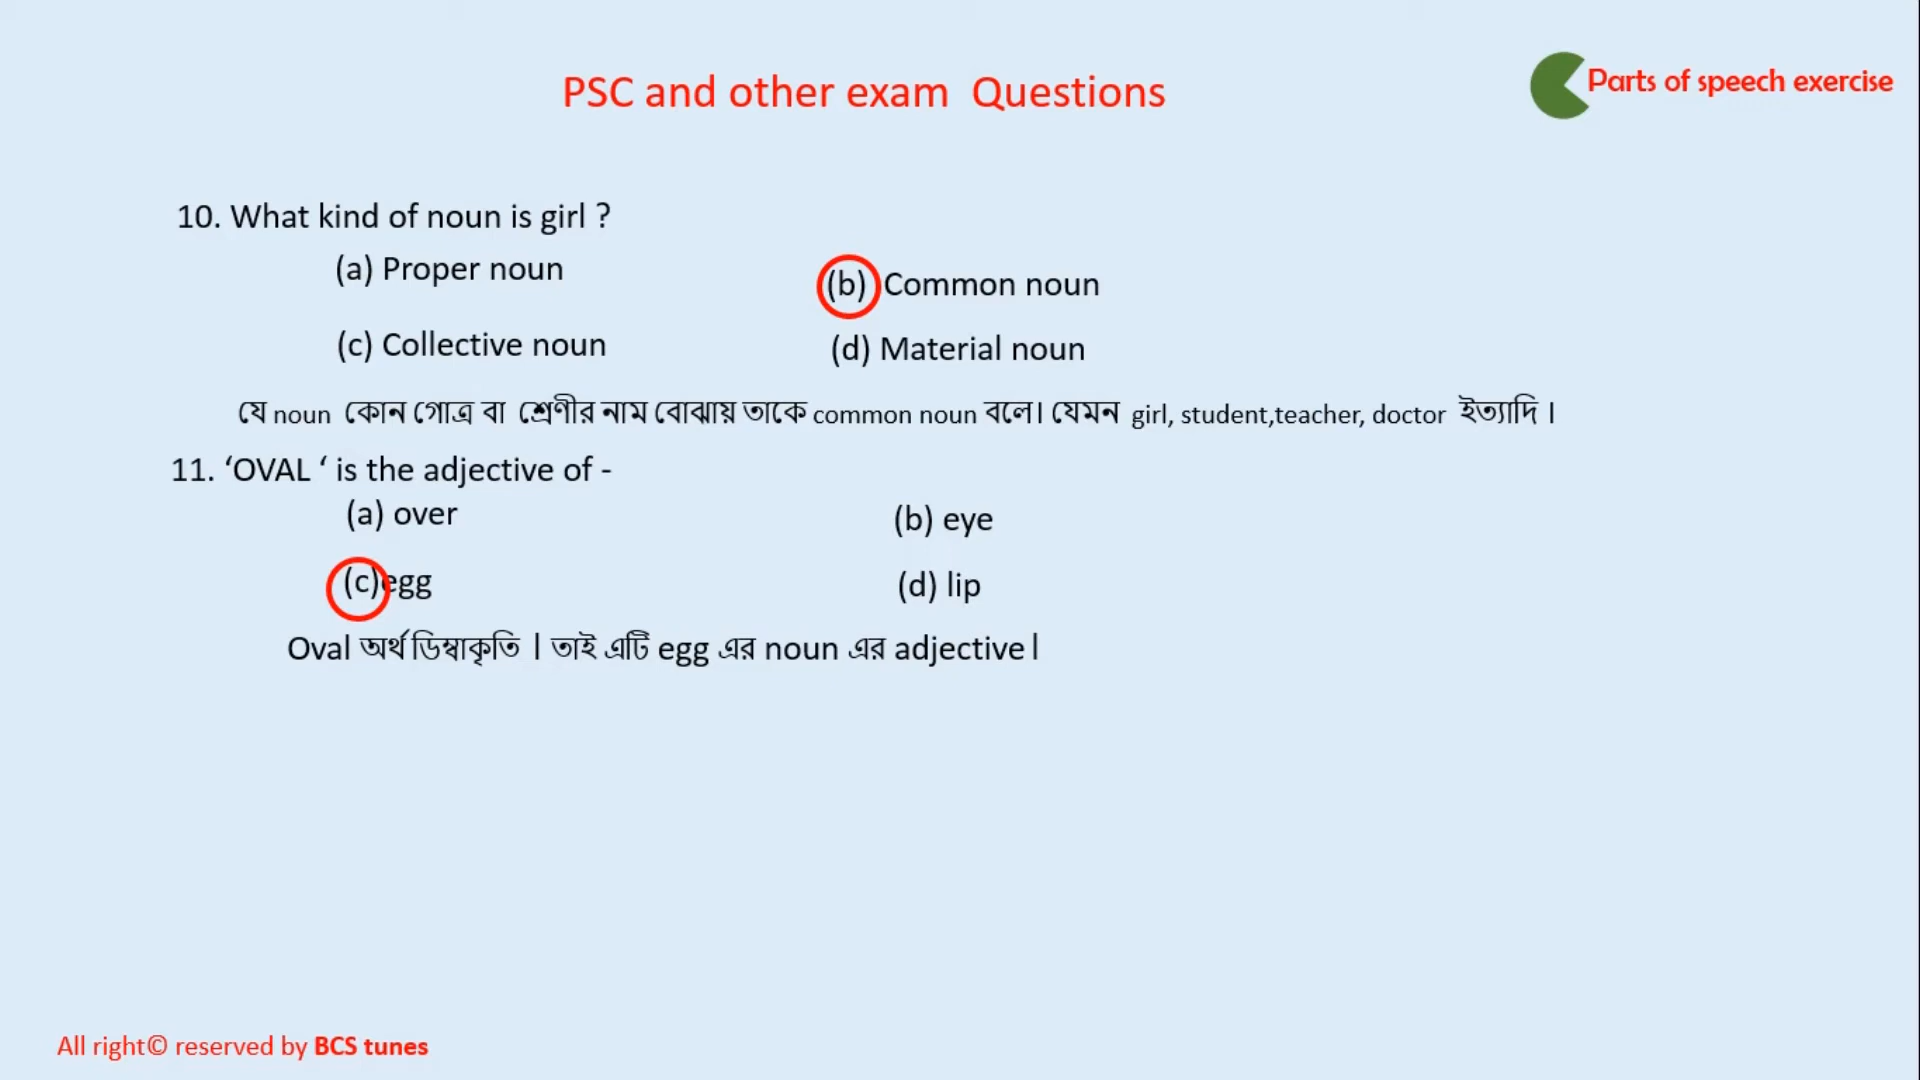 PSC and other exam Questions
Parts of speech exercise
10. What kind of noun is girl ?
(a) Proper noun
(b) Common noun
(c) Collective noun
(d) Material noun
যে noun কোন গোত্র বা শ্রেণীর নাম বোঝায় তাকে common noun বলে। যেমন girl, student,teacher, doctor ইত্যাদি ।
11. ‘OVAL ‘ is the adjective of -
(a) over
(b) eye
(c)egg
(d) lip
Oval অর্থ ডিম্বাকৃতি । তাই এটি egg এর noun এর adjective।
All right© reserved by BCS tunes